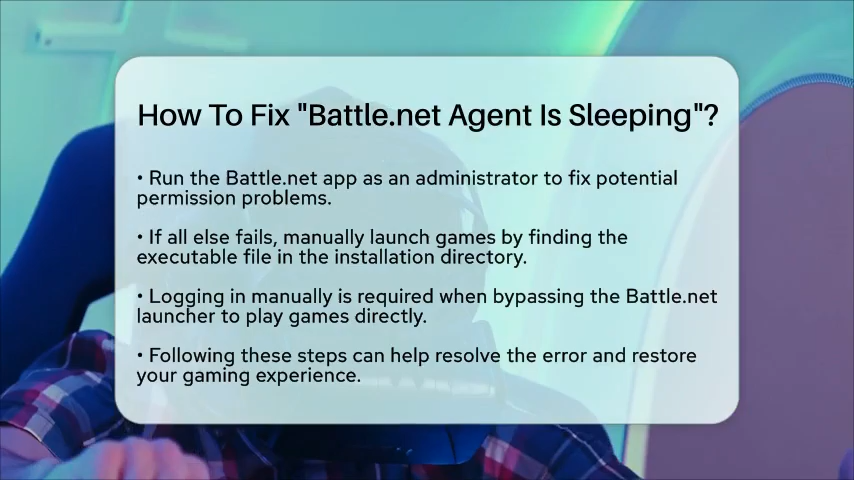 How To Fix "Battle.net Agent Is Sleeping"?
• Run the Battle.net app as an administrator to fix potential
permission problems.
• If all else fails, manually launch games by finding the
executable file in the installation directory.
• Logging in manually is required when bypassing the Battle.net
launcher to play games directly.
• Following these steps can help resolve the error and restore
your gaming experience.